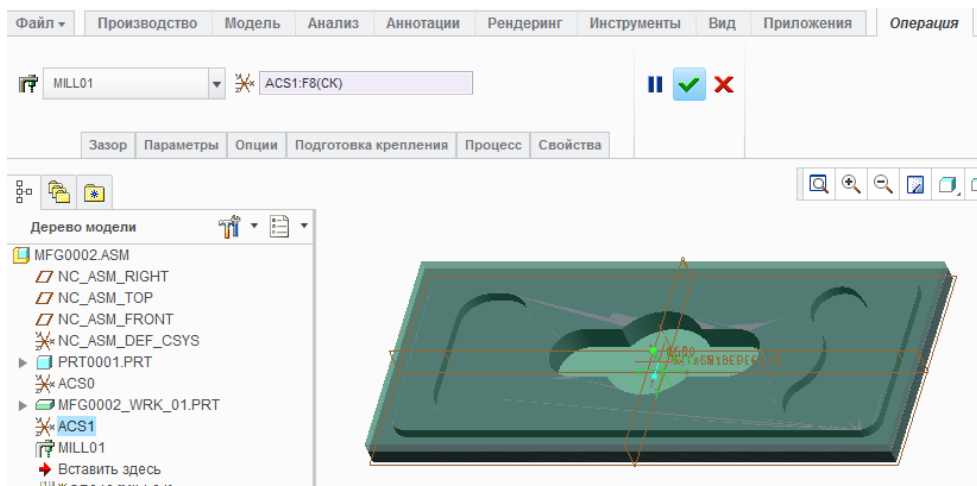 Файл Производство Модель Анализ Аннотации Рендеринг Инструменты Вид Приложения Операция
MILL01 ACS1:F8(СК)
Зазор Параметры Опции Подготовка крепления Процесс Свойства
Дерево модели
MFG0002.ASM
NC_ASM_RIGHT
NC_ASM_TOP
NC_ASM_FRONT
NC_ASM_DEF_CSYS
PRT0001.PRT
ACS0
MFG0002_WRK_01.PRT
ACS1
MILL01
Вставить здесь